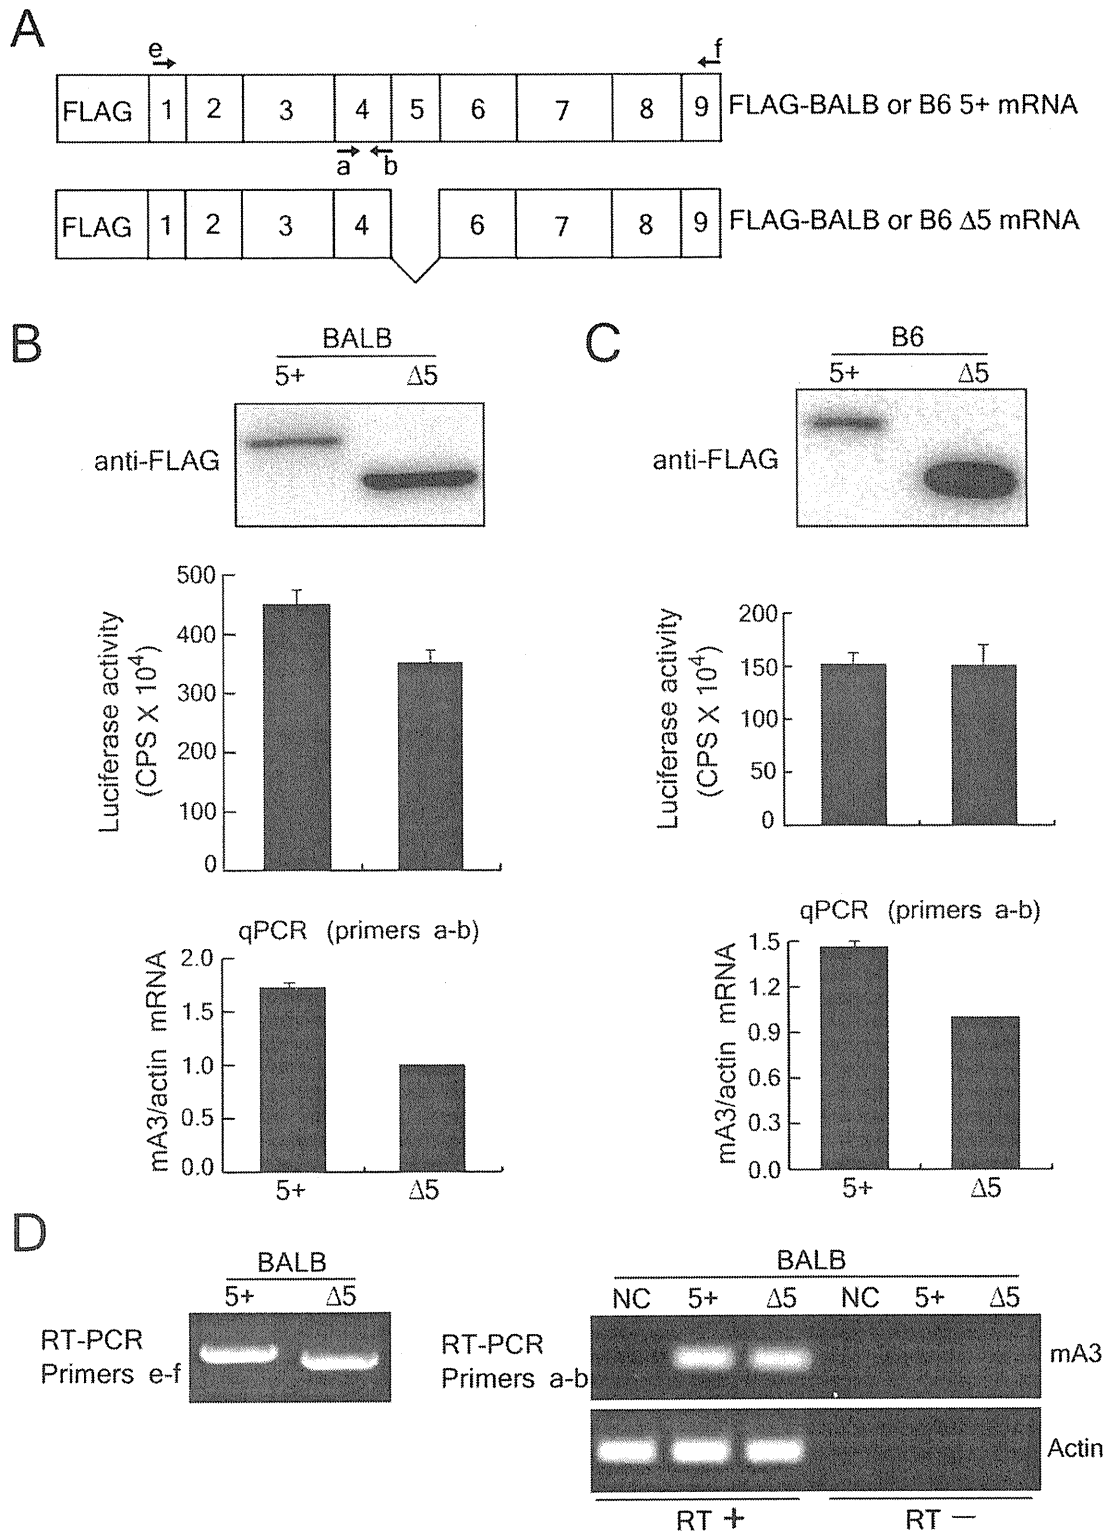 A
e
f
FLAG 1 2 3 4 5 6 7 8 9 FLAG-BALB or B6 5+ mRNA
a b
FLAG 1 2 3 4 6 7 8 9 FLAG-BALB or B6 Δ5 mRNA
B
BALB
5+ Δ5
anti-FLAG
Luciferase activity
(CPS X 10⁴)
500
400
300
200
100
0
qPCR (primers a-b)
mA3/actin mRNA
2.0
1.5
1.0
0.5
0.0
5+ Δ5
C
B6
5+ Δ5
anti-FLAG
Luciferase activity
(CPS X 10⁴)
200
150
100
50
0
qPCR (primers a-b)
mA3/actin mRNA
1.5
1.2
0.9
0.6
0.3
0.0
5+ Δ5
D
BALB
5+ Δ5
RT-PCR
Primers e-f
BALB
NC 5+ Δ5 NC 5+ Δ5
RT-PCR
Primers a-b
mA3
Actin
RT + RT −